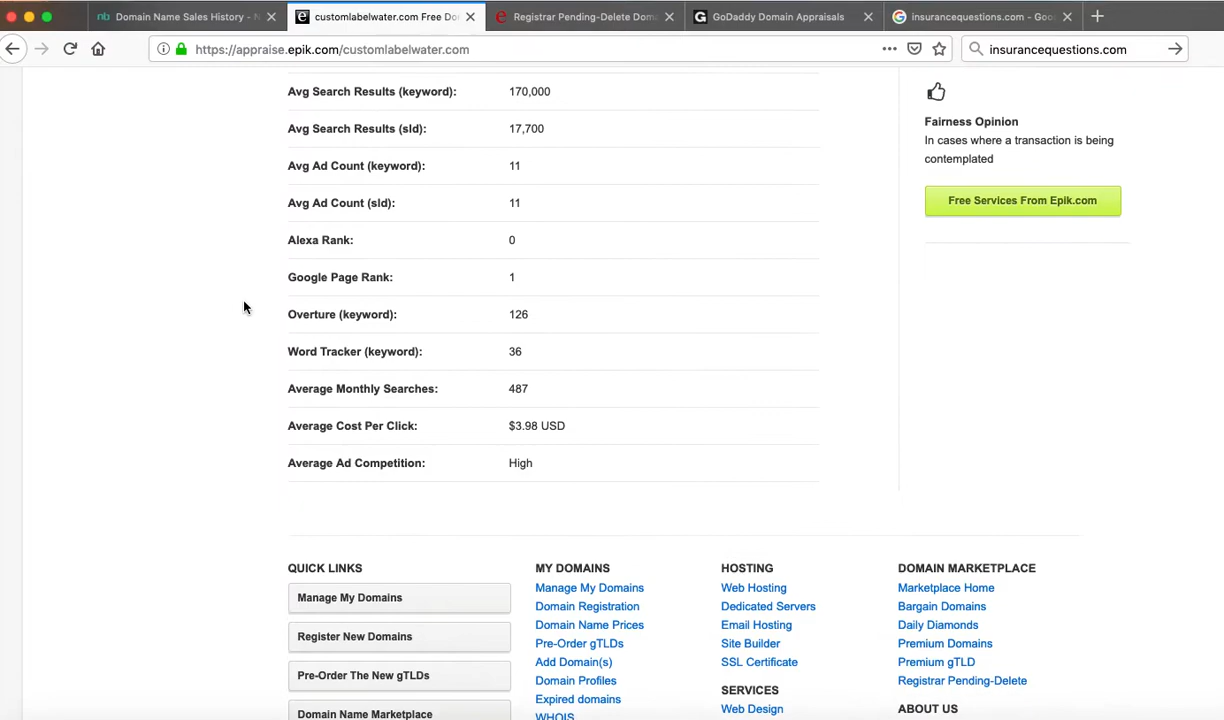 Domain Name Sales History - N
customlabelwater.com Free Do
Registrar Pending-Delete Dom
GoDaddy Domain Appraisals
insurancequestions.com - Goo
https://appraise.epik.com/customlabelwater.com
insurancequestions.com
Avg Search Results (keyword): 170,000
Avg Search Results (sld): 17,700
Avg Ad Count (keyword): 11
Avg Ad Count (sld): 11
Alexa Rank: 0
Google Page Rank: 1
Overture (keyword): 126
Word Tracker (keyword): 36
Average Monthly Searches: 487
Average Cost Per Click: $3.98 USD
Average Ad Competition: High
Fairness Opinion
In cases where a transaction is being
contemplated
Free Services From Epik.com
QUICK LINKS
Manage My Domains
Register New Domains
Pre-Order The New gTLDs
Domain Name Marketplace
MY DOMAINS
Manage My Domains
Domain Registration
Domain Name Prices
Pre-Order gTLDs
Add Domain(s)
Domain Profiles
Expired domains
WHOIS
HOSTING
Web Hosting
Dedicated Servers
Email Hosting
Site Builder
SSL Certificate
SERVICES
Web Design
DOMAIN MARKETPLACE
Marketplace Home
Bargain Domains
Daily Diamonds
Premium Domains
Premium gTLD
Registrar Pending-Delete
ABOUT US